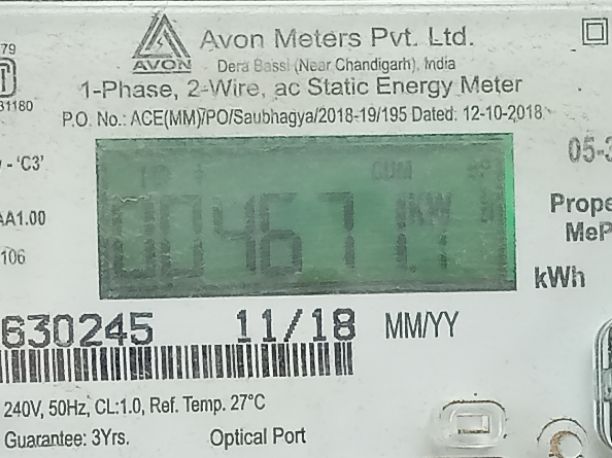 79
31180
AVON
Avon Meters Pvt. Ltd.
Dera Bassi (Near Chandigarh), India
1-Phase, 2-Wire, ac Static Energy Meter
P.O. No.: ACE(MM)/PO/Saubhagya/2018-19/195 Dated: 12-10-2018
- 'C3'
AA1.00
106
CUM
00467
KW
05-3
Prope
MeP
kWh
630245 11/18 MM/YY
240V, 50Hz, CL:1.0, Ref. Temp. 27°C
Guarantee: 3Yrs. Optical Port